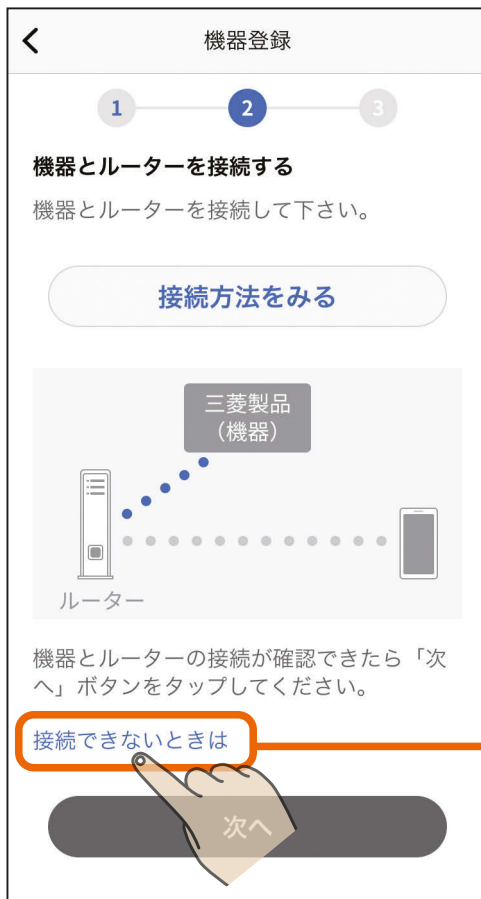 機器登録
1 2 3
機器とルーターを接続する
機器とルーターを接続して下さい。
接続方法をみる
三菱製品
（機器）
ルーター
機器とルーターの接続が確認できたら「次
へ」ボタンをタップしてください。
接続できないときは
次へ